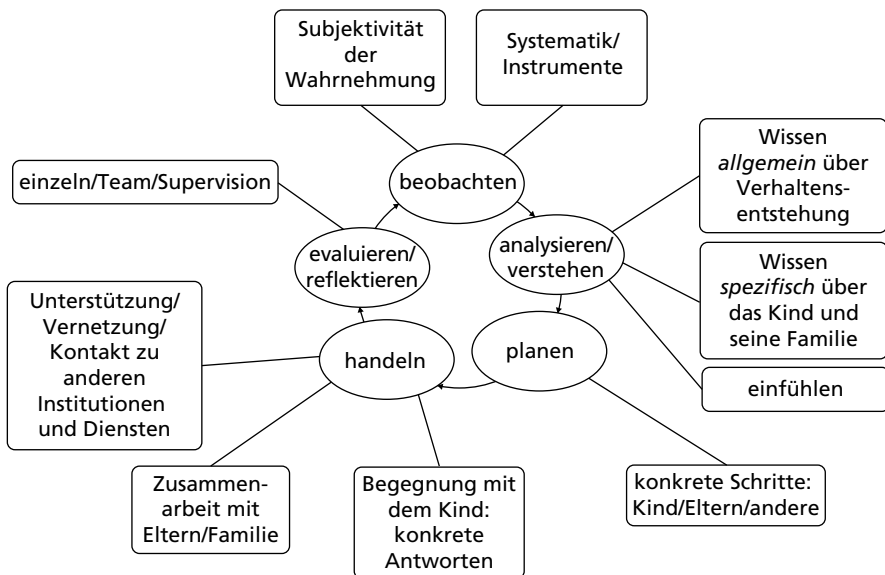 Subjektivität
der
Wahrnehmung
Systematik/
Instrumente
Wissen
allgemein über
Verhaltens-
entstehung
einzeln/Team/Supervision
beobachten
evaluieren/
reflektieren
analysieren/
verstehen
Wissen
spezifisch über
das Kind und
seine Familie
Unterstützung/
Vernetzung/
Kontakt zu
anderen
Institutionen
und Diensten
handeln
planen
einfühlen
Zusammen-
arbeit mit
Eltern/Familie
Begegnung mit
dem Kind:
konkrete
Antworten
konkrete Schritte:
Kind/Eltern/andere